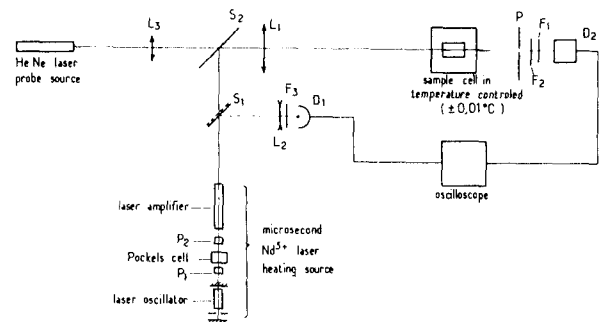 L3
S2
L1
P
F1
D2
He Ne laser
probe source
F2
sample cell in
temperature controled
( ± 0,01 °C )
S1
F3
D1
L2
oscilloscope
laser amplifier
P2
Pockels cell
P1
laser oscillator
microsecond
Nd5+ laser
heating source